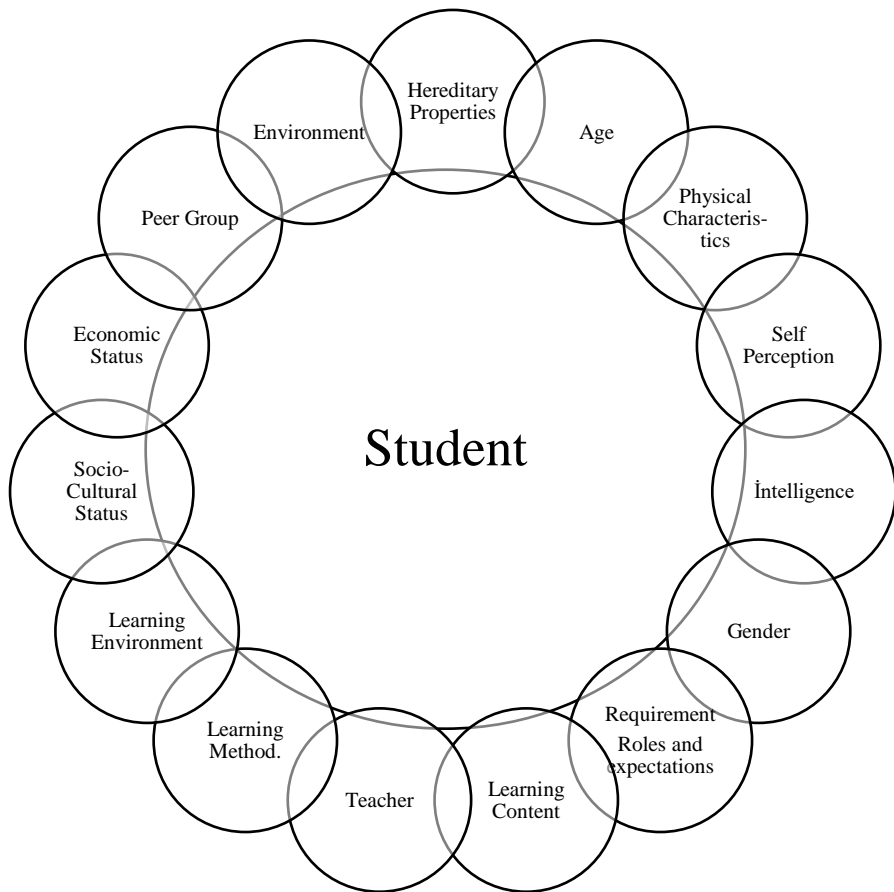 Hereditary
Properties
Age
Physical
Characteris-
tics
Self
Perception
İntelligence
Gender
Requirement
Roles and
expectations
Learning
Content
Teacher
Learning
Method.
Learning
Environment
Socio-
Cultural
Status
Economic
Status
Peer Group
Environment
Student